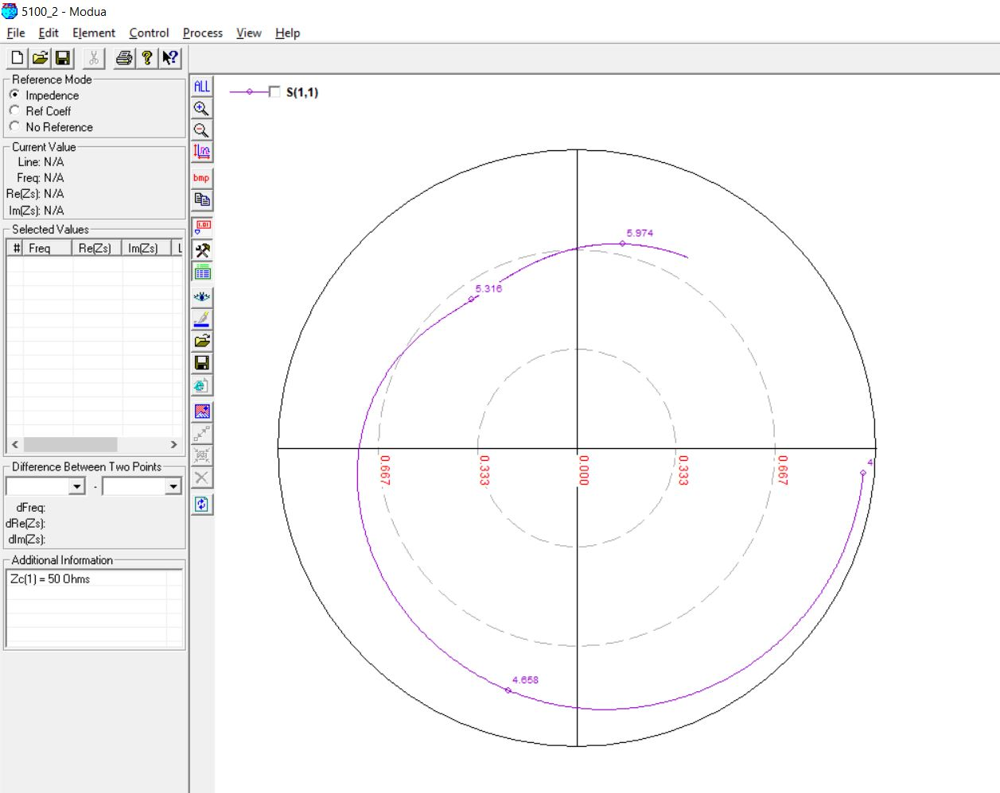 5100_2 - Modua
File Edit Element Control Process View Help
Reference Mode
Impedence
Ref Coeff
No Reference
Current Value
Line: N/A
Freq: N/A
Re(Zs): N/A
Im(Zs): N/A
Selected Values
# Freq Re(Zs) Im(Zs) L
Difference Between Two Points
-
dFreq:
dRe(Zs):
dIm(Zs):
Additional Information
Zc(1) = 50 Ohms
ALL
bmp
1.01
S(1,1)
5.974
5.316
0.667 0.333 0.000 0.333 0.667 4
4.658